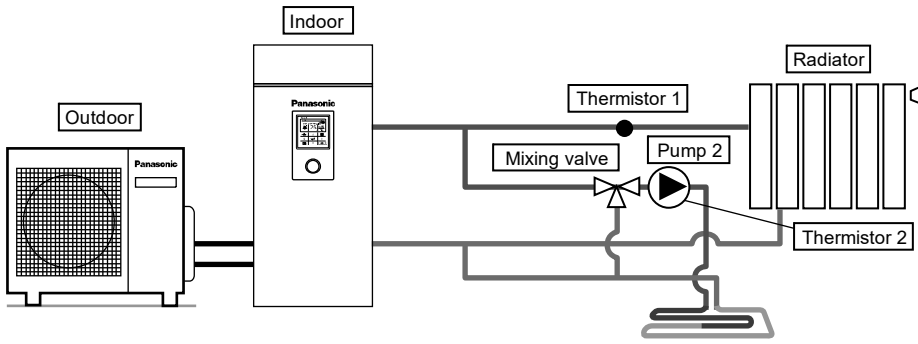 Indoor
Radiator
Outdoor
Panasonic
Thermistor 1
Panasonic
Mixing valve
Pump 2
Thermistor 2